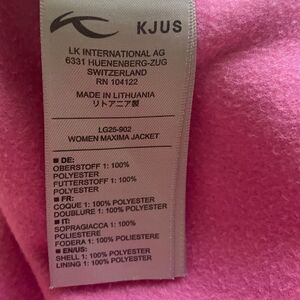 KJUS
LK INTERNATIONAL AG
6331 HUENENBERG-ZUG
SWITZERLAND
RN 104122
MADE IN LITHUANIA
リトアニア製
LG25-902
WOMEN MAXIMA JACKET
■ DE:
OBERSTOFF 1: 100%
POLYESTER
FUTTERSTOFF 1: 100%
POLYESTER
■ FR:
COQUE 1: 100% POLYESTER
DOUBLURE 1: 100% POLYESTER
■ IT:
SOPRAGIACCA 1: 100%
POLIESTERE
FODERA 1: 100% POLIESTERE
■ EN/US:
SHELL 1: 100% POLYESTER
LINING 1: 100% POLYESTER